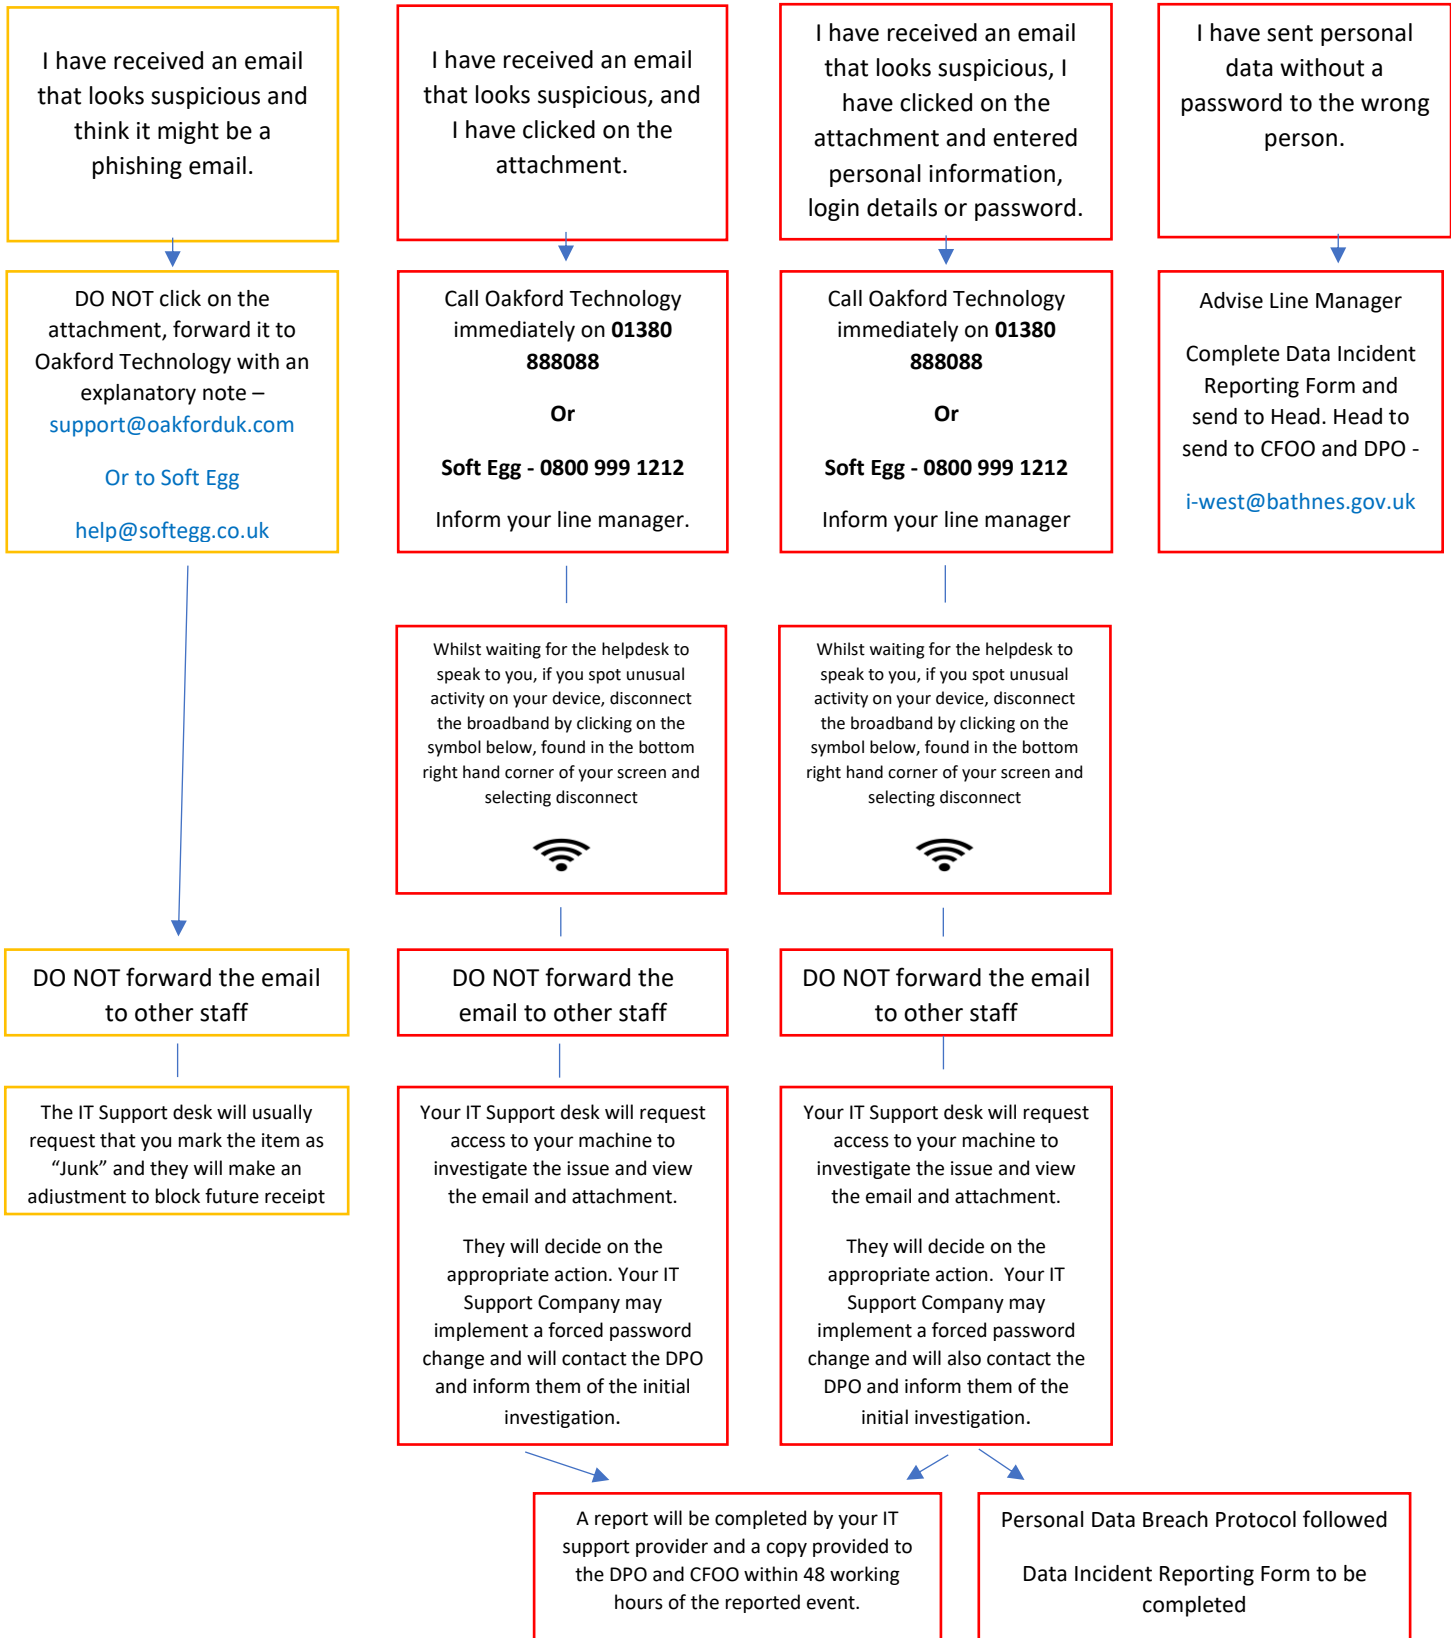 I have received an email
that looks suspicious and
think it might be a
phishing email.
I have received an email
that looks suspicious, and
I have clicked on the
attachment.
I have received an email
that looks suspicious, I
have clicked on the
attachment and entered
personal information,
login details or password.
I have sent personal
data without a
password to the wrong
person.
DO NOT click on the
attachment, forward it to
Oakford Technology with an
explanatory note –
support@oakforduk.com
Or to Soft Egg
help@softegg.co.uk
Call Oakford Technology
immediately on 01380
888088
Or
Soft Egg - 0800 999 1212
Inform your line manager.
Call Oakford Technology
immediately on 01380
888088
Or
Soft Egg - 0800 999 1212
Inform your line manager
Advise Line Manager
Complete Data Incident
Reporting Form and
send to Head. Head to
send to CFOO and DPO -
i-west@bathnes.gov.uk
Whilst waiting for the helpdesk to
speak to you, if you spot unusual
activity on your device, disconnect
the broadband by clicking on the
symbol below, found in the bottom
right hand corner of your screen and
selecting disconnect
Whilst waiting for the helpdesk to
speak to you, if you spot unusual
activity on your device, disconnect
the broadband by clicking on the
symbol below, found in the bottom
right hand corner of your screen and
selecting disconnect
DO NOT forward the email
to other staff
DO NOT forward the
email to other staff
DO NOT forward the email
to other staff
The IT Support desk will usually
request that you mark the item as
“Junk” and they will make an
adjustment to block future receipt
Your IT Support desk will request
access to your machine to
investigate the issue and view
the email and attachment.
They will decide on the
appropriate action. Your IT
Support Company may
implement a forced password
change and will contact the DPO
and inform them of the initial
investigation.
Your IT Support desk will request
access to your machine to
investigate the issue and view
the email and attachment.
They will decide on the
appropriate action. Your IT
Support Company may
implement a forced password
change and will also contact the
DPO and inform them of the
initial investigation.
A report will be completed by your IT
support provider and a copy provided to
the DPO and CFOO within 48 working
hours of the reported event.
Personal Data Breach Protocol followed
Data Incident Reporting Form to be
completed